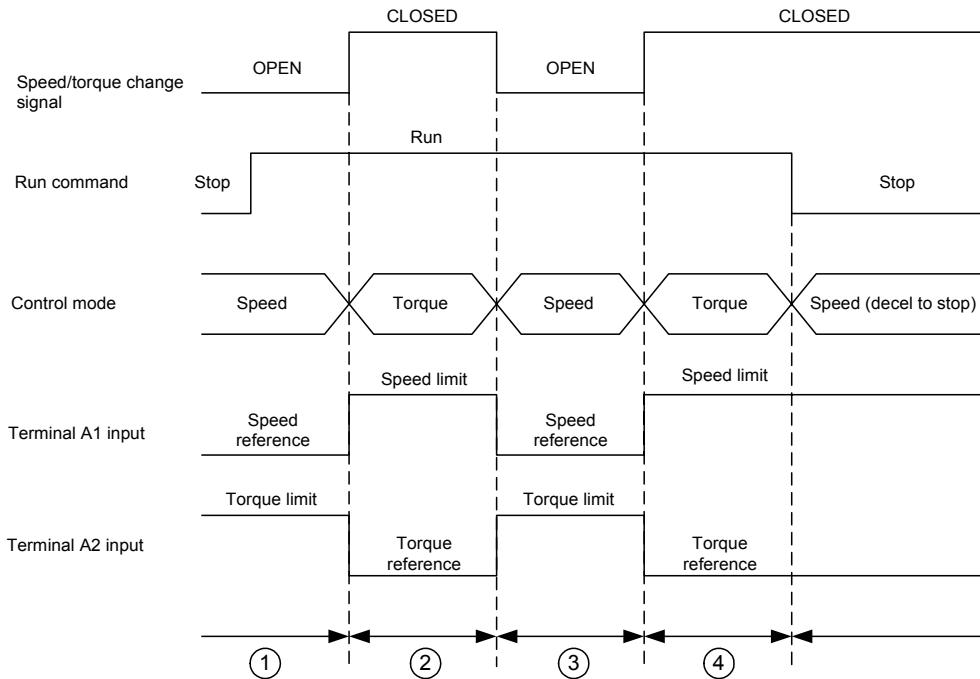 CLOSED
CLOSED
OPEN
OPEN
Speed/torque change
signal
Run
Run command
Stop
Stop
Control mode
Speed
Torque
Speed
Torque
Speed (decel to stop)
Speed limit
Speed limit
Terminal A1 input
Speed
reference
Speed
reference
Torque limit
Torque limit
Terminal A2 input
Torque
reference
Torque
reference
1
2
3
4